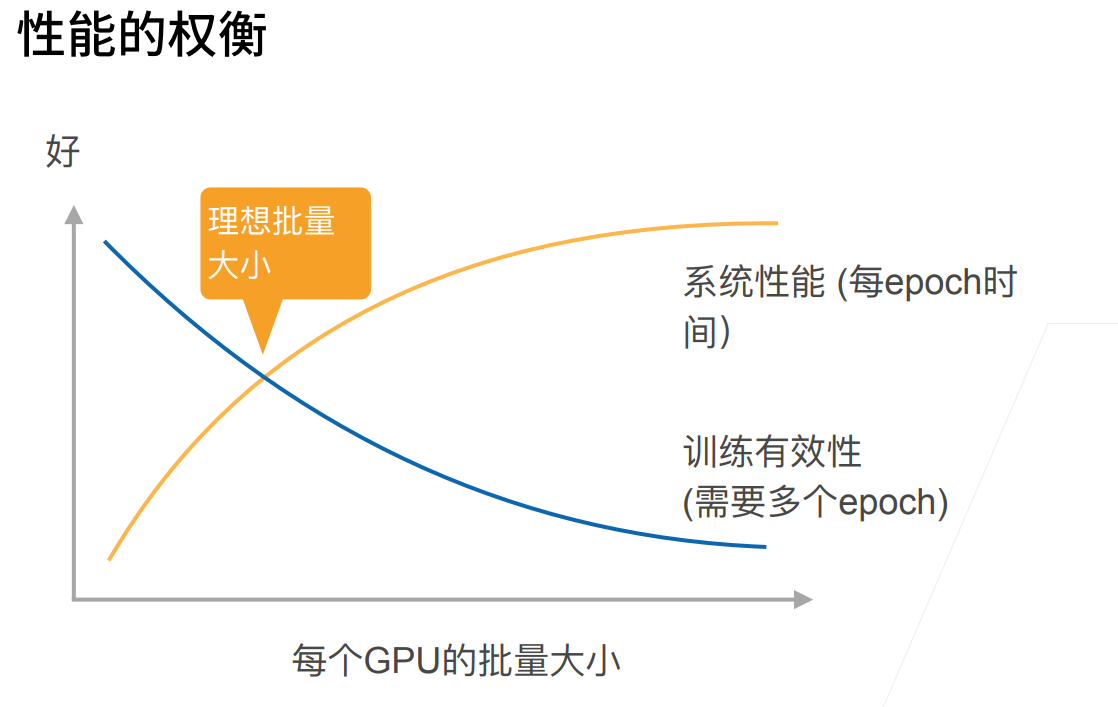 性能的权衡
好
理想批量
大小
系统性能 (每epoch时
间)
训练有效性
(需要多个epoch)
每个GPU的批量大小